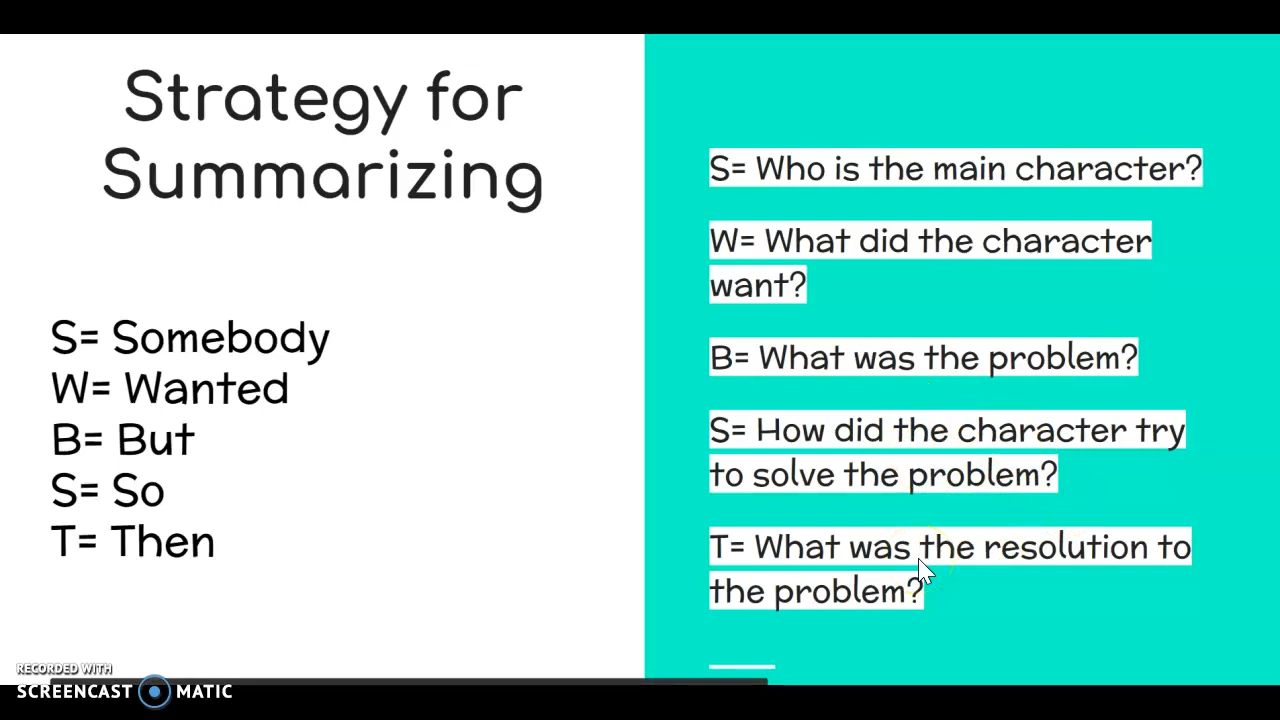 Strategy for
Summarizing
S= Somebody
W= Wanted
B= But
S= So
T= Then
S= Who is the main character?
W= What did the character
want?
B= What was the problem?
S= How did the character try
to solve the problem?
T= What was the resolution to
the problem?
RECORDED WITH
SCREENCAST MATIC